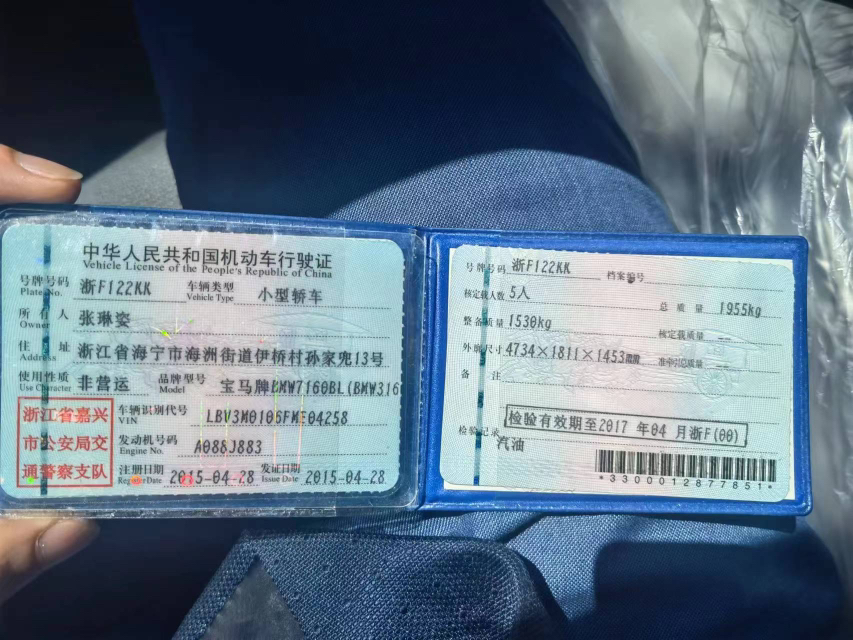 中华人民共和国机动车行驶证
Vehicle License of the People's Republic of China
号牌号码 浙F122KK 车辆类型 小型轿车
Plate No. Vehicle Type
所有人 张琳姿
Owner
住址 浙江省海宁市海洲街道伊桥村孙家兜13号
Address
使用性质 非营运 品牌型号 宝马牌BMW7160BL(BMW316
Use Character Model
浙江省嘉兴
市公安局交
通警察支队
车辆识别代号 LBV3M0106FME04258
VIN
发动机号码 A088J883
Engine No.
注册日期 2015-04-28 发证日期 2015-04-28
Register Date Issue Date
号牌号码 浙F122KK 档案编号
核定载人数 5人 总质量 1955kg
整备质量 1530kg 核定载质量 --
外廓尺寸 4734×1811×1453mm 准牵引总质量 --
备注
检验有效期至2017年04月浙F(00)
检验记录
汽油
*3300012877851*